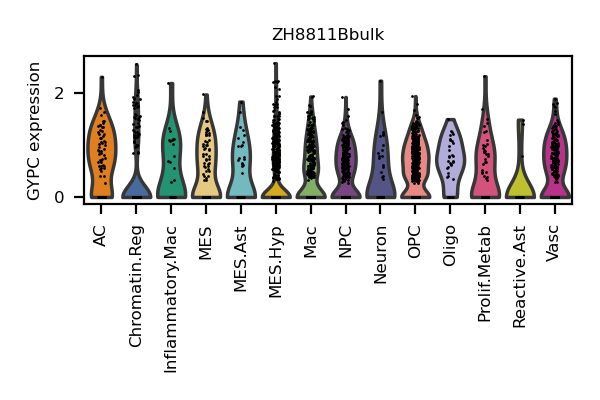 ZH8811Bbulk
GYPC expression
2
0
AC
Chromatin.Reg
Inflammatory.Mac
MES
MES.Ast
MES.Hyp
Mac
NPC
Neuron
OPC
Oligo
Prolif.Metab
Reactive.Ast
Vasc